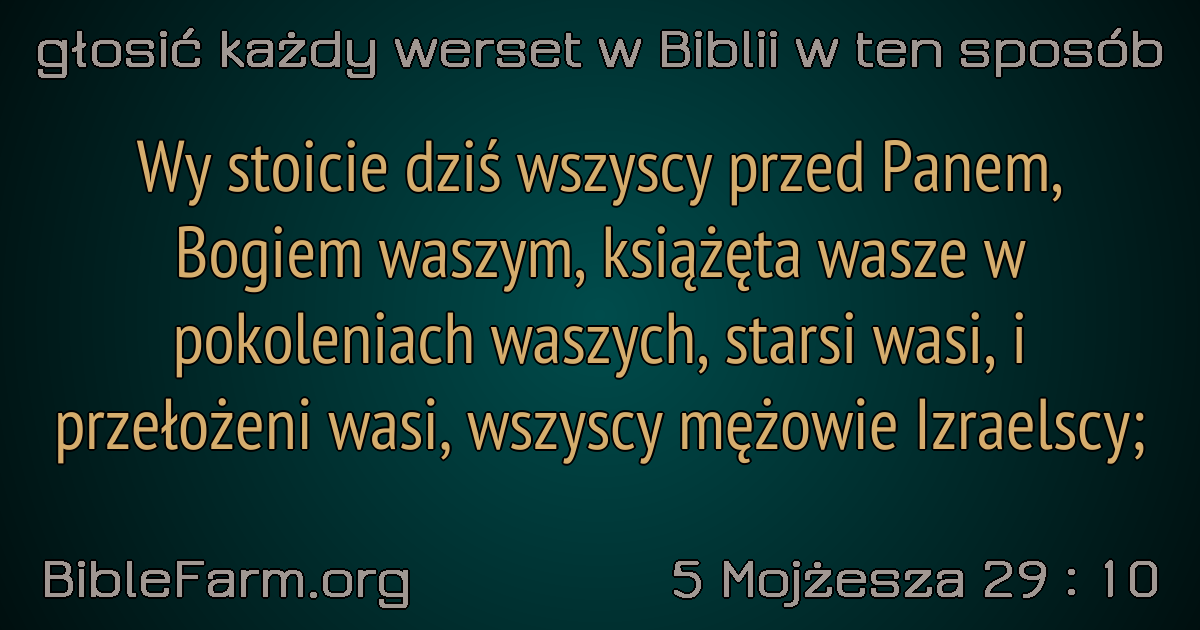 głosić każdy werset w Biblii w ten sposób
Wy stoicie dziś wszyscy przed Panem,
Bogiem waszym, książęta wasze w
pokoleniach waszych, starsi wasi, i
przełożeni wasi, wszyscy mężowie Izraelscy;
BibleFarm.org
5 Mojżesza 29 : 10